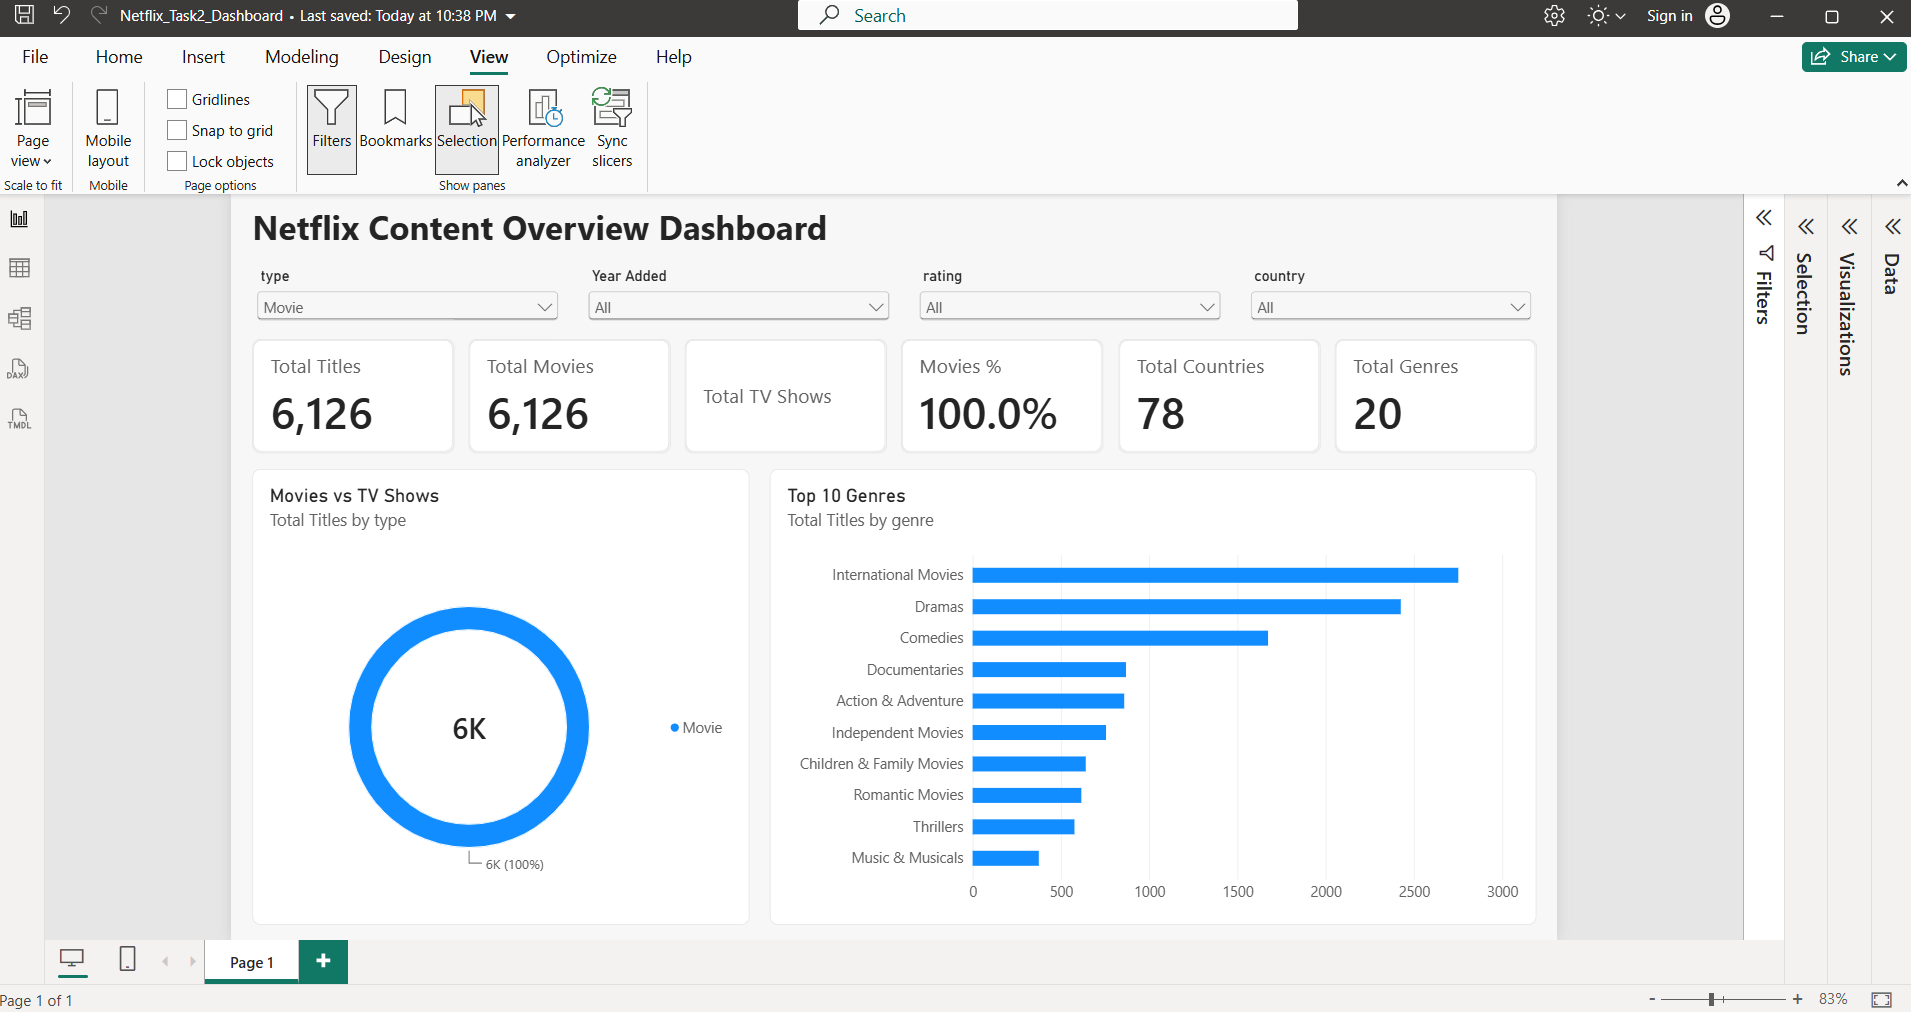 Netflix_Task2_Dashboard • Last saved: Today at 10:38 PM
Search
Sign in
File Home Insert Modeling Design View Optimize Help
Share
Page view
Scale to fit
Mobile layout
Mobile
Gridlines
Snap to grid
Lock objects
Page options
Filters
Bookmarks
Selection
Performance analyzer
Sync slicers
Show panes
DAX
TMDL
Netflix Content Overview Dashboard
type
Movie
Year Added
All
rating
All
country
All
Total Titles
6,126
Total Movies
6,126
Total TV Shows
Movies %
100.0%
Total Countries
78
Total Genres
20
Movies vs TV Shows
Total Titles by type
6K
Movie
6K (100%)
Top 10 Genres
Total Titles by genre
International Movies
Dramas
Comedies
Documentaries
Action & Adventure
Independent Movies
Children & Family Movies
Romantic Movies
Thrillers
Music & Musicals
0 500 1000 1500 2000 2500 3000
Filters
Selection
Visualizations
Data
Page 1
+
Page 1 of 1
- + 83%